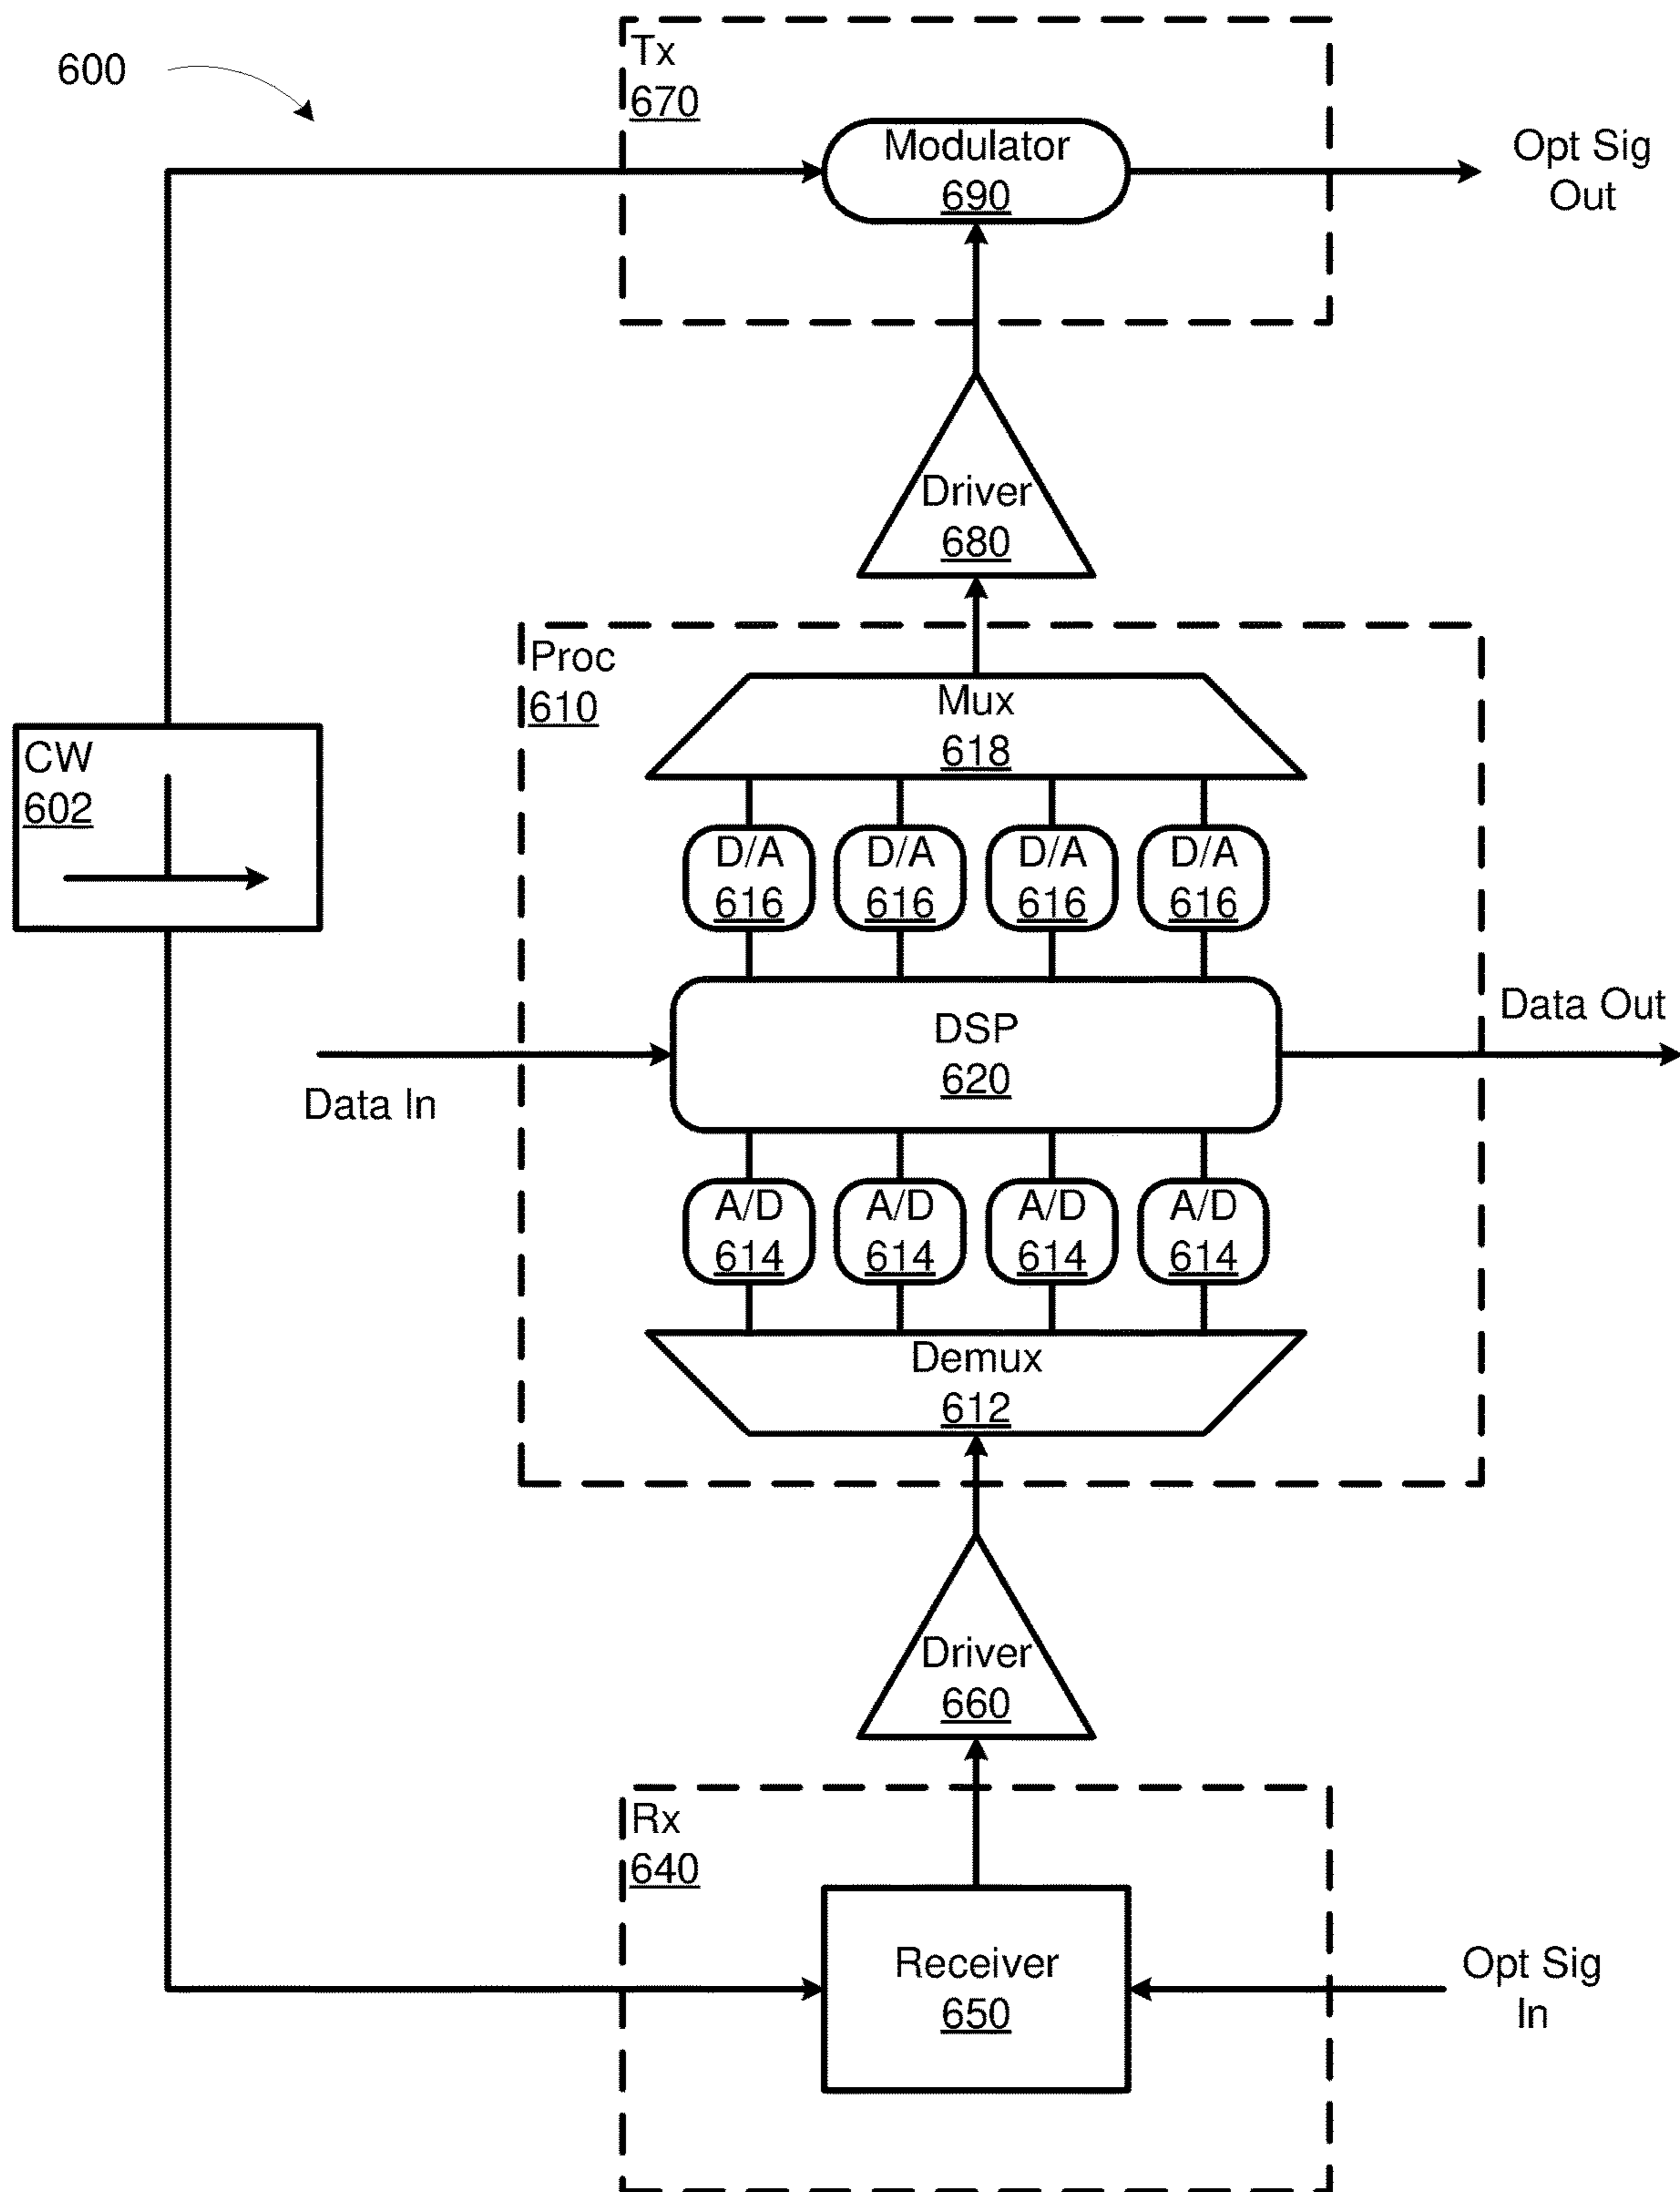 600
Tx
670
Modulator
690
Opt Sig
Out
Driver
680
Proc
610
Mux
618
CW
602
D/A
616
D/A
616
D/A
616
D/A
616
DSP
620
Data In
Data Out
A/D
614
A/D
614
A/D
614
A/D
614
Demux
612
Driver
660
Rx
640
Receiver
650
Opt Sig
In